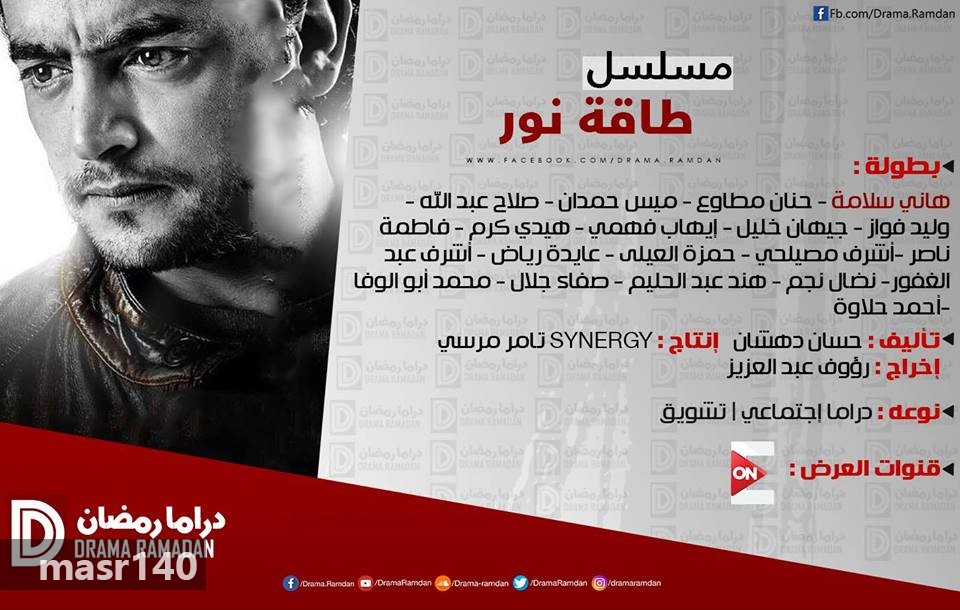 Fb.com/Drama.Ramdan
مسلسل
طاقة نور
WWW.FACEBOOK.COM/DRAMA.RAMDAN
بطولة :
هاني سلامة - حنان مطاوع - ميس حمدان - صلاح عبد الله -
وليد فواز - جيهان خليل - إيهاب فهمي - هيدي كرم - فاطمة
ناصر -أشرف مصيلحي - حمزة العيلى - عايدة رياض - أشرف عبد
الغفور- نضال نجم - هند عبد الحليم - صفاء جلال - محمد أبو الوفا
-أحمد حلاوة
تأليف : حسان دهشان إنتاج : SYNERGY تامر مرسي
إخراج : رؤوف عبد العزيز
نوعه : دراما إجتماعي | تشويق
قنوات العرض : ON
دراما رمضان
DRAMA RAMADAN
masr140
/Drama.Ramdan /DramaRamdan /Drama-ramdan /DramaRamdan /dramaramdan